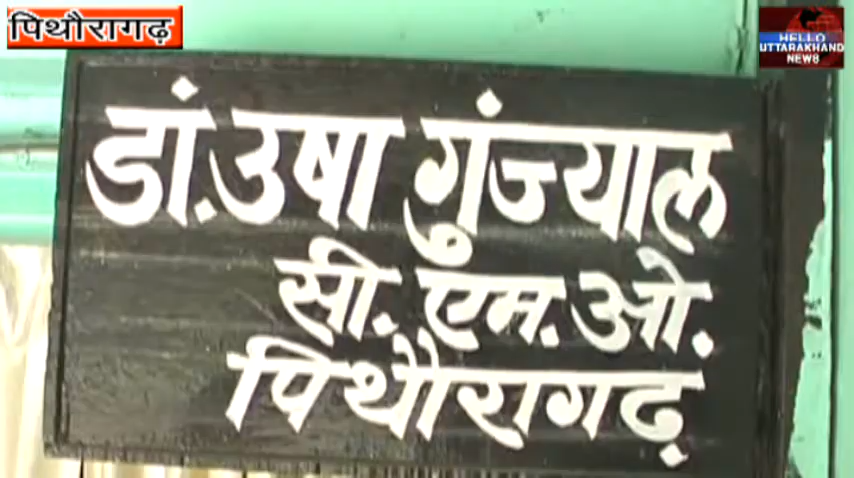 पिथौरागढ़
HELLO
UTTARAKHAND
NEWS
डां.उषा गुंज्याल
सी.एम.ओ.
पिथौरागढ़